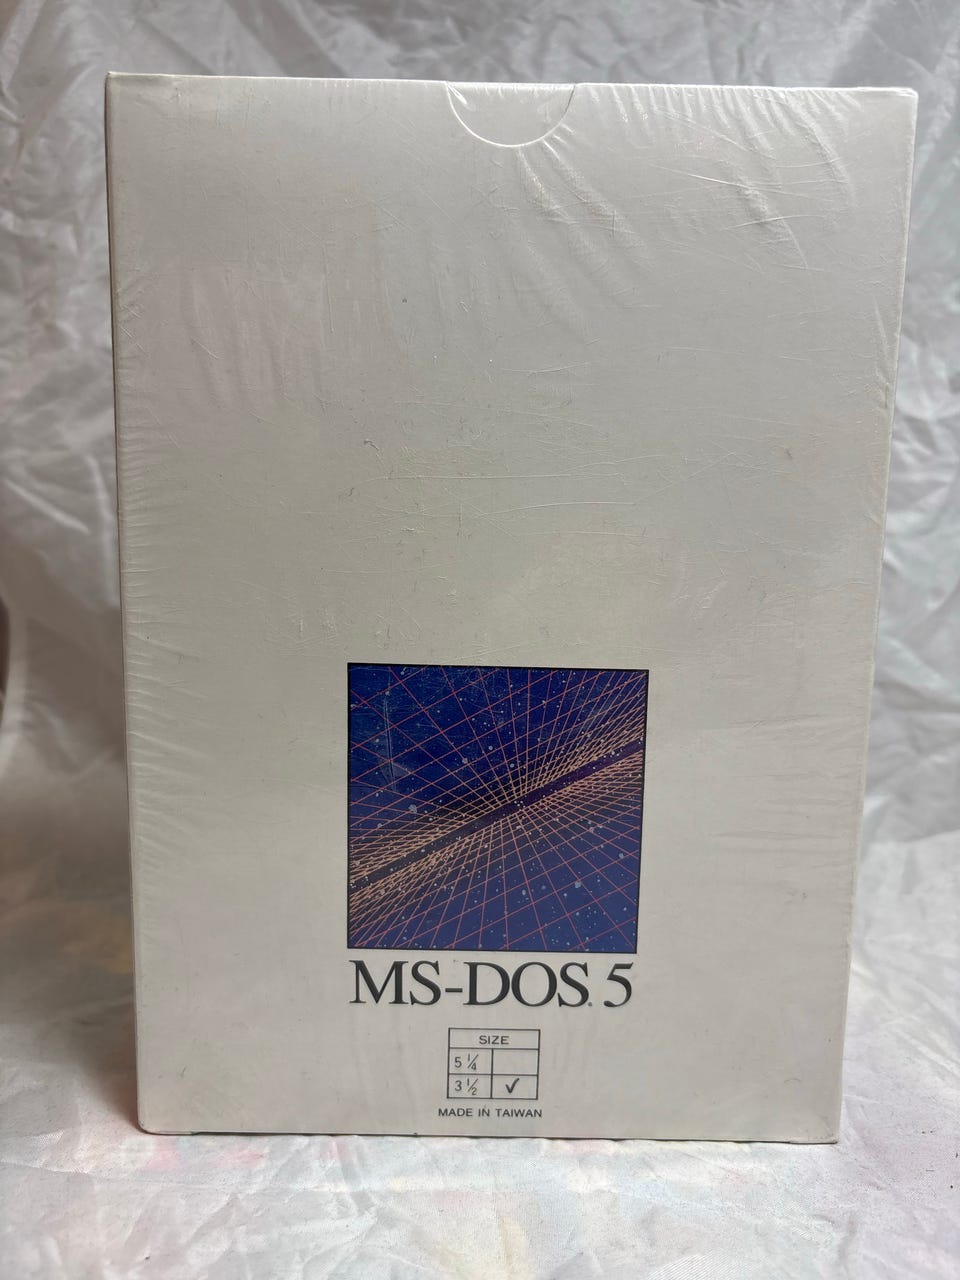 MS-DOS® 5
SIZE
5 1/4
3 1/2 ✓
MADE IN TAIWAN